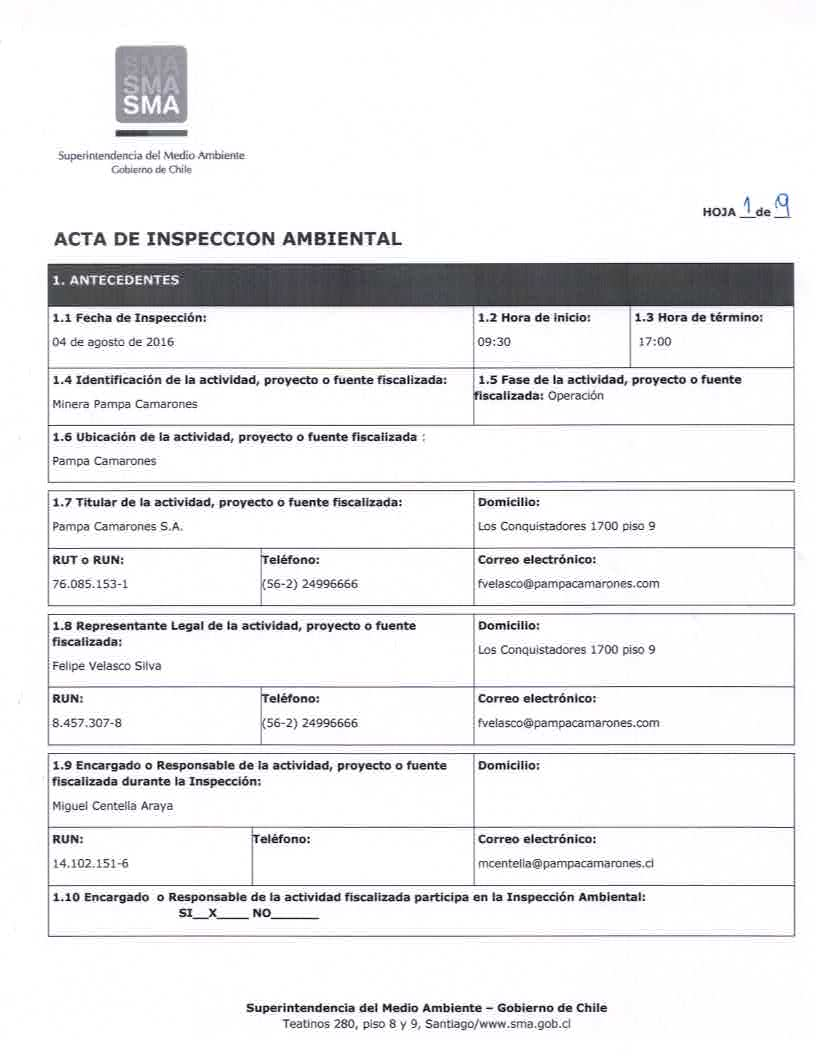 SMA
SMA
SMA
Superintendencia del Medio Ambiente
Gobierno de Chile
HOJA 1 de 9
ACTA DE INSPECCION AMBIENTAL
1. ANTECEDENTES
1.1 Fecha de Inspección:
04 de agosto de 2016
1.2 Hora de inicio:
09:30
1.3 Hora de término:
17:00
1.4 Identificación de la actividad, proyecto o fuente fiscalizada:
Minera Pampa Camarones
1.5 Fase de la actividad, proyecto o fuente
fiscalizada: Operación
1.6 Ubicación de la actividad, proyecto o fuente fiscalizada :
Pampa Camarones
1.7 Titular de la actividad, proyecto o fuente fiscalizada:
Pampa Camarones S.A.
Domicilio:
Los Conquistadores 1700 piso 9
RUT o RUN:
76.085.153-1
Teléfono:
(56-2) 24996666
Correo electrónico:
fvelasco@pampacamarones.com
1.8 Representante Legal de la actividad, proyecto o fuente
fiscalizada:
Felipe Velasco Silva
Domicilio:
Los Conquistadores 1700 piso 9
RUN:
8.457.307-8
Teléfono:
(56-2) 24996666
Correo electrónico:
fvelasco@pampacamarones.com
1.9 Encargado o Responsable de la actividad, proyecto o fuente
fiscalizada durante la Inspección:
Miguel Centella Araya
Domicilio:
RUN:
14.102.151-6
Teléfono:
Correo electrónico:
mcentella@pampacamarones.cl
1.10 Encargado o Responsable de la actividad fiscalizada participa en la Inspección Ambiental:
SI__X____ NO______
Superintendencia del Medio Ambiente – Gobierno de Chile
Teatinos 280, piso 8 y 9, Santiago/www.sma.gob.cl